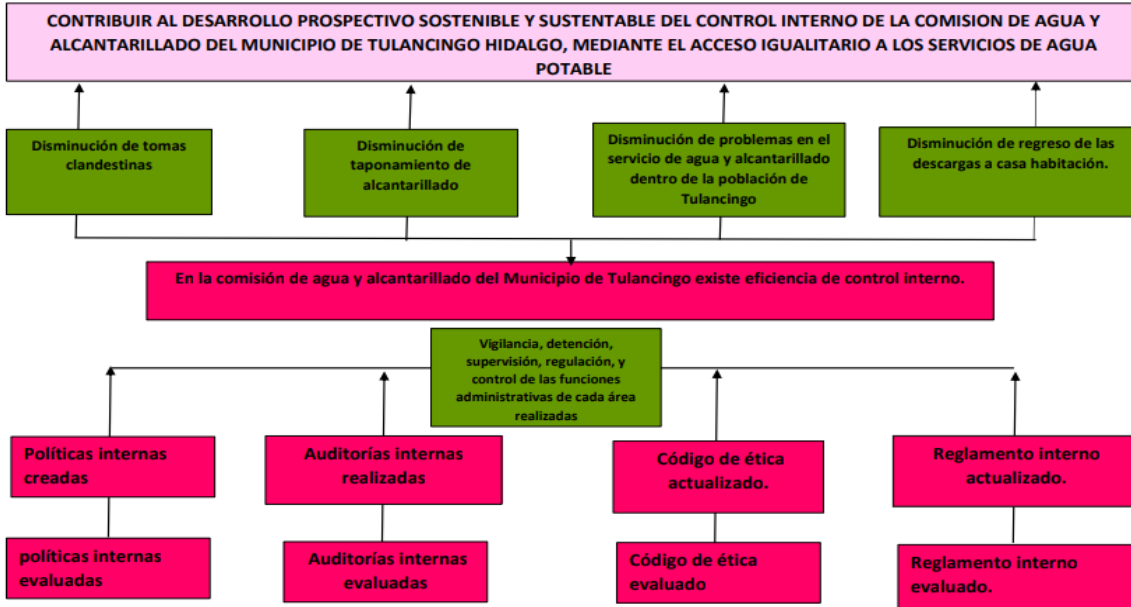 CONTRIBUIR AL DESARROLLO PROSPECTIVO SOSTENIBLE Y SUSTENTABLE DEL CONTROL INTERNO DE LA COMISION DE AGUA Y
ALCANTARILLADO DEL MUNICIPIO DE TULANCINGO HIDALGO, MEDIANTE EL ACCESO IGUALITARIO A LOS SERVICIOS DE AGUA
POTABLE
Disminución de tomas
clandestinas
Disminución de
taponamiento de
alcantarillado
Disminución de problemas en el
servicio de agua y alcantarillado
dentro de la población de
Tulancingo
Disminución de regreso de las
descargas a casa habitación.
En la comisión de agua y alcantarillado del Municipio de Tulancingo existe eficiencia de control interno.
Vigilancia, detención,
supervisión, regulación, y
control de las funciones
administrativas de cada área
realizadas
Políticas internas
creadas
Auditorías internas
realizadas
Código de ética
actualizado.
Reglamento interno
actualizado.
políticas internas
evaluadas
Auditorías internas
evaluadas
Código de ética
evaluado
Reglamento interno
evaluado.